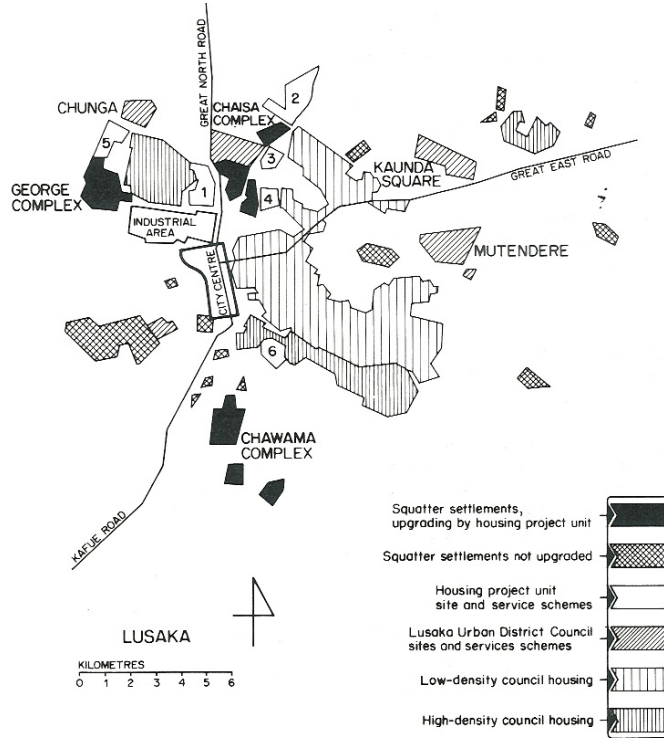 GREAT NORTH ROAD
2
CHAISA
COMPLEX
CHUNGA
5
3
KAUNDA
SQUARE
GREAT EAST ROAD
GEORGE
COMPLEX
1
4
INDUSTRIAL
AREA
MUTENDERE
CITY CENTRE
6
CHAWAMA
COMPLEX
KAFUE ROAD
Squatter settlements,
upgrading by housing project unit
Squatter settlements not upgraded
Housing project unit
site and service schemes
Lusaka Urban District Council
sites and services schemes
Low-density council housing
High-density council housing
LUSAKA
KILOMETRES
0 1 2 3 4 5 6